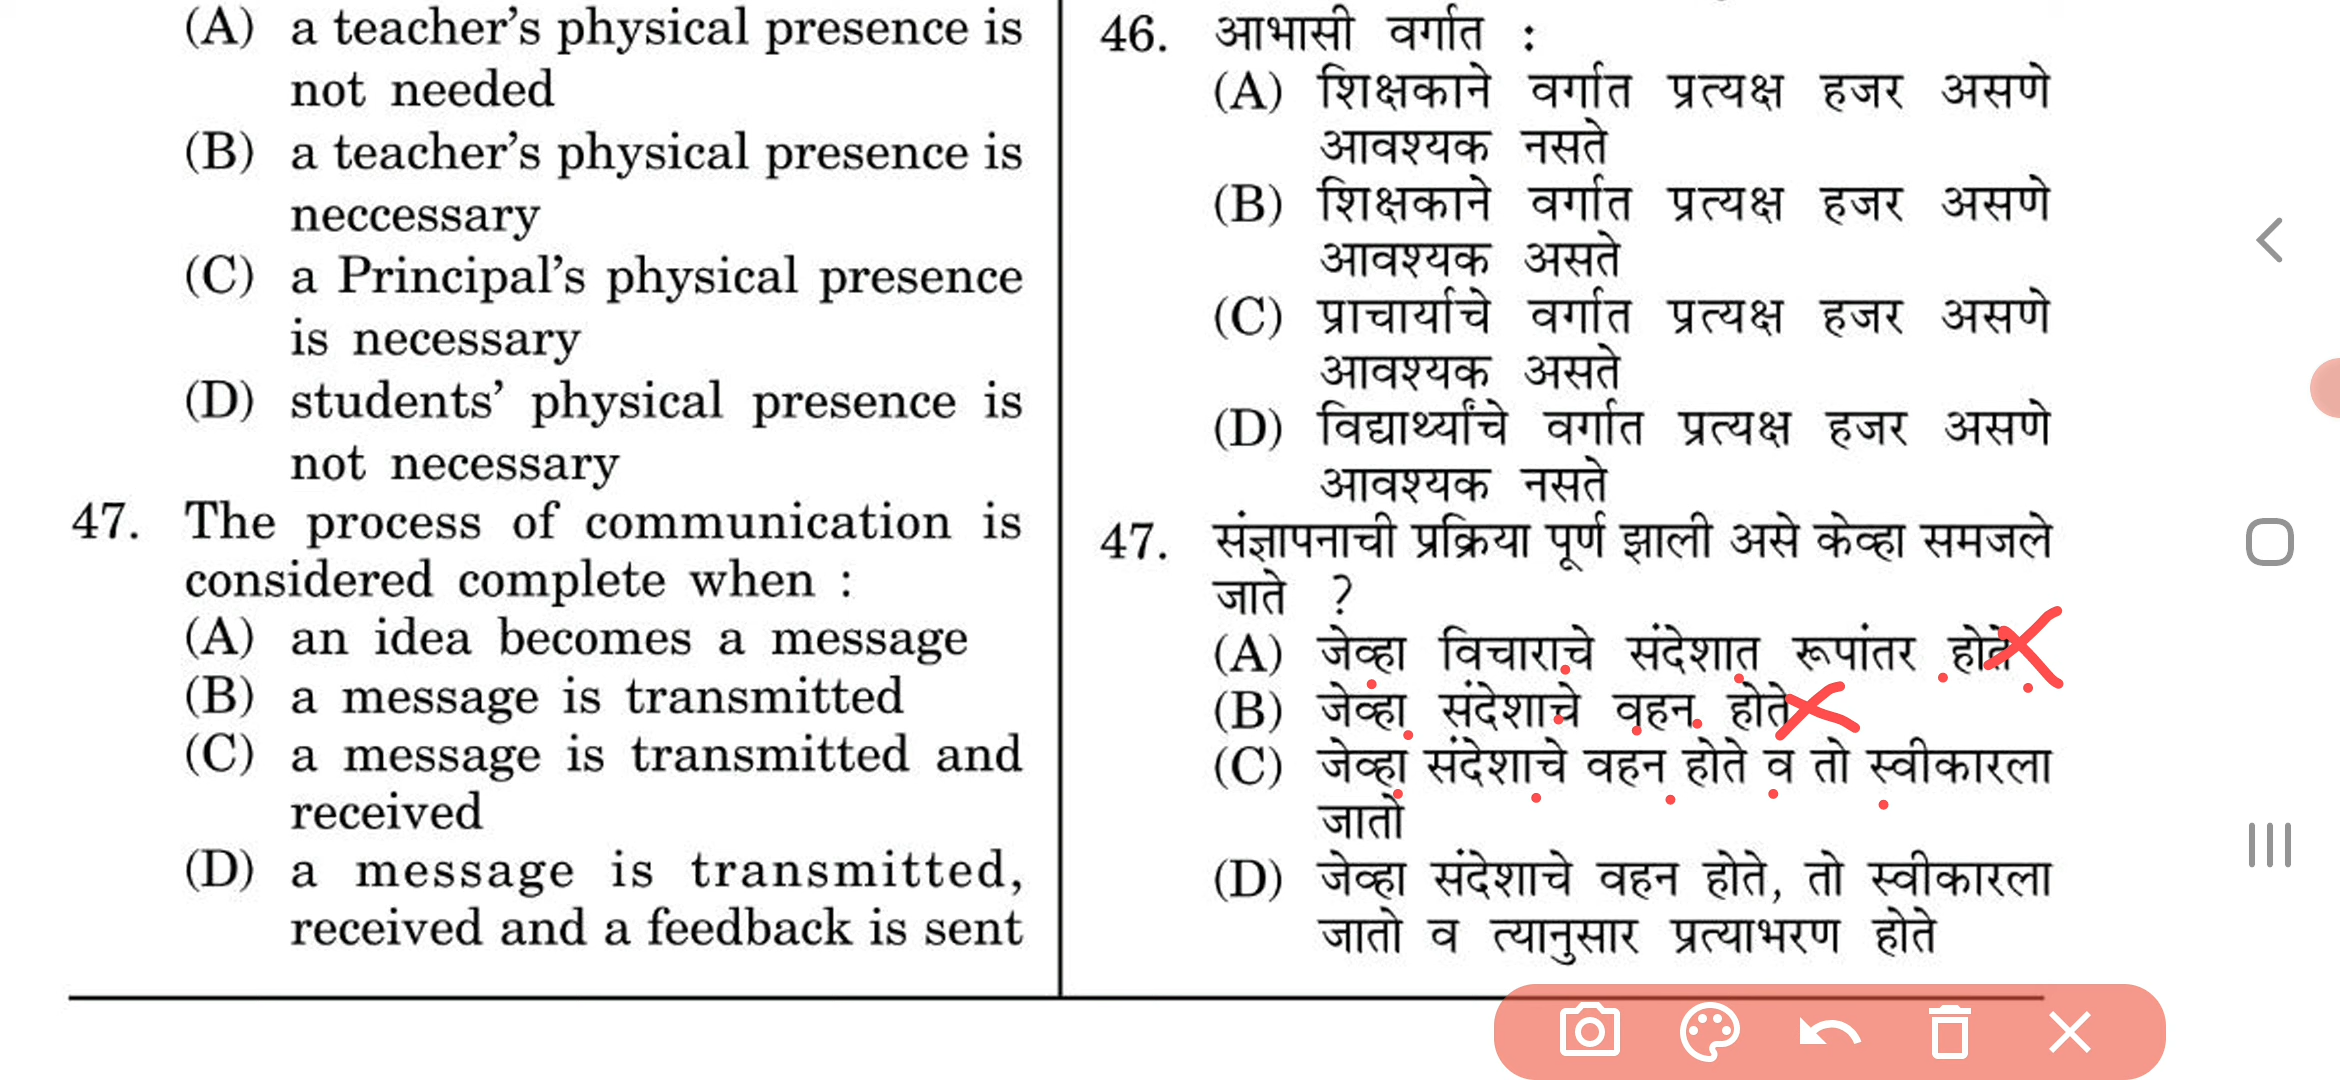 (A) a teacher's physical presence is
not needed
(B) a teacher's physical presence is
neccessary
(C) a Principal's physical presence
is necessary
(D) students' physical presence is
not necessary
47. The process of communication is
considered complete when :
(A) an idea becomes a message
(B) a message is transmitted
(C) a message is transmitted and
received
(D) a message is transmitted,
received and a feedback is sent
46. आभासी वर्गात :
(A) शिक्षकाने वर्गात प्रत्यक्ष हजर असणे
आवश्यक नसते
(B) शिक्षकाने वर्गात प्रत्यक्ष हजर असणे
आवश्यक असते
(C) प्राचार्याचे वर्गात प्रत्यक्ष हजर असणे
आवश्यक असते
(D) विद्यार्थ्यांचे वर्गात प्रत्यक्ष हजर असणे
आवश्यक नसते
47. संज्ञापनाची प्रक्रिया पूर्ण झाली असे केव्हा समजले
जाते ?
(A) जेव्हा विचाराचे संदेशात रूपांतर होते
(B) जेव्हा संदेशाचे वहन होते
(C) जेव्हा संदेशाचे वहन होते व तो स्वीकारला
जातो
(D) जेव्हा संदेशाचे वहन होते, तो स्वीकारला
जातो व त्यानुसार प्रत्याभरण होते